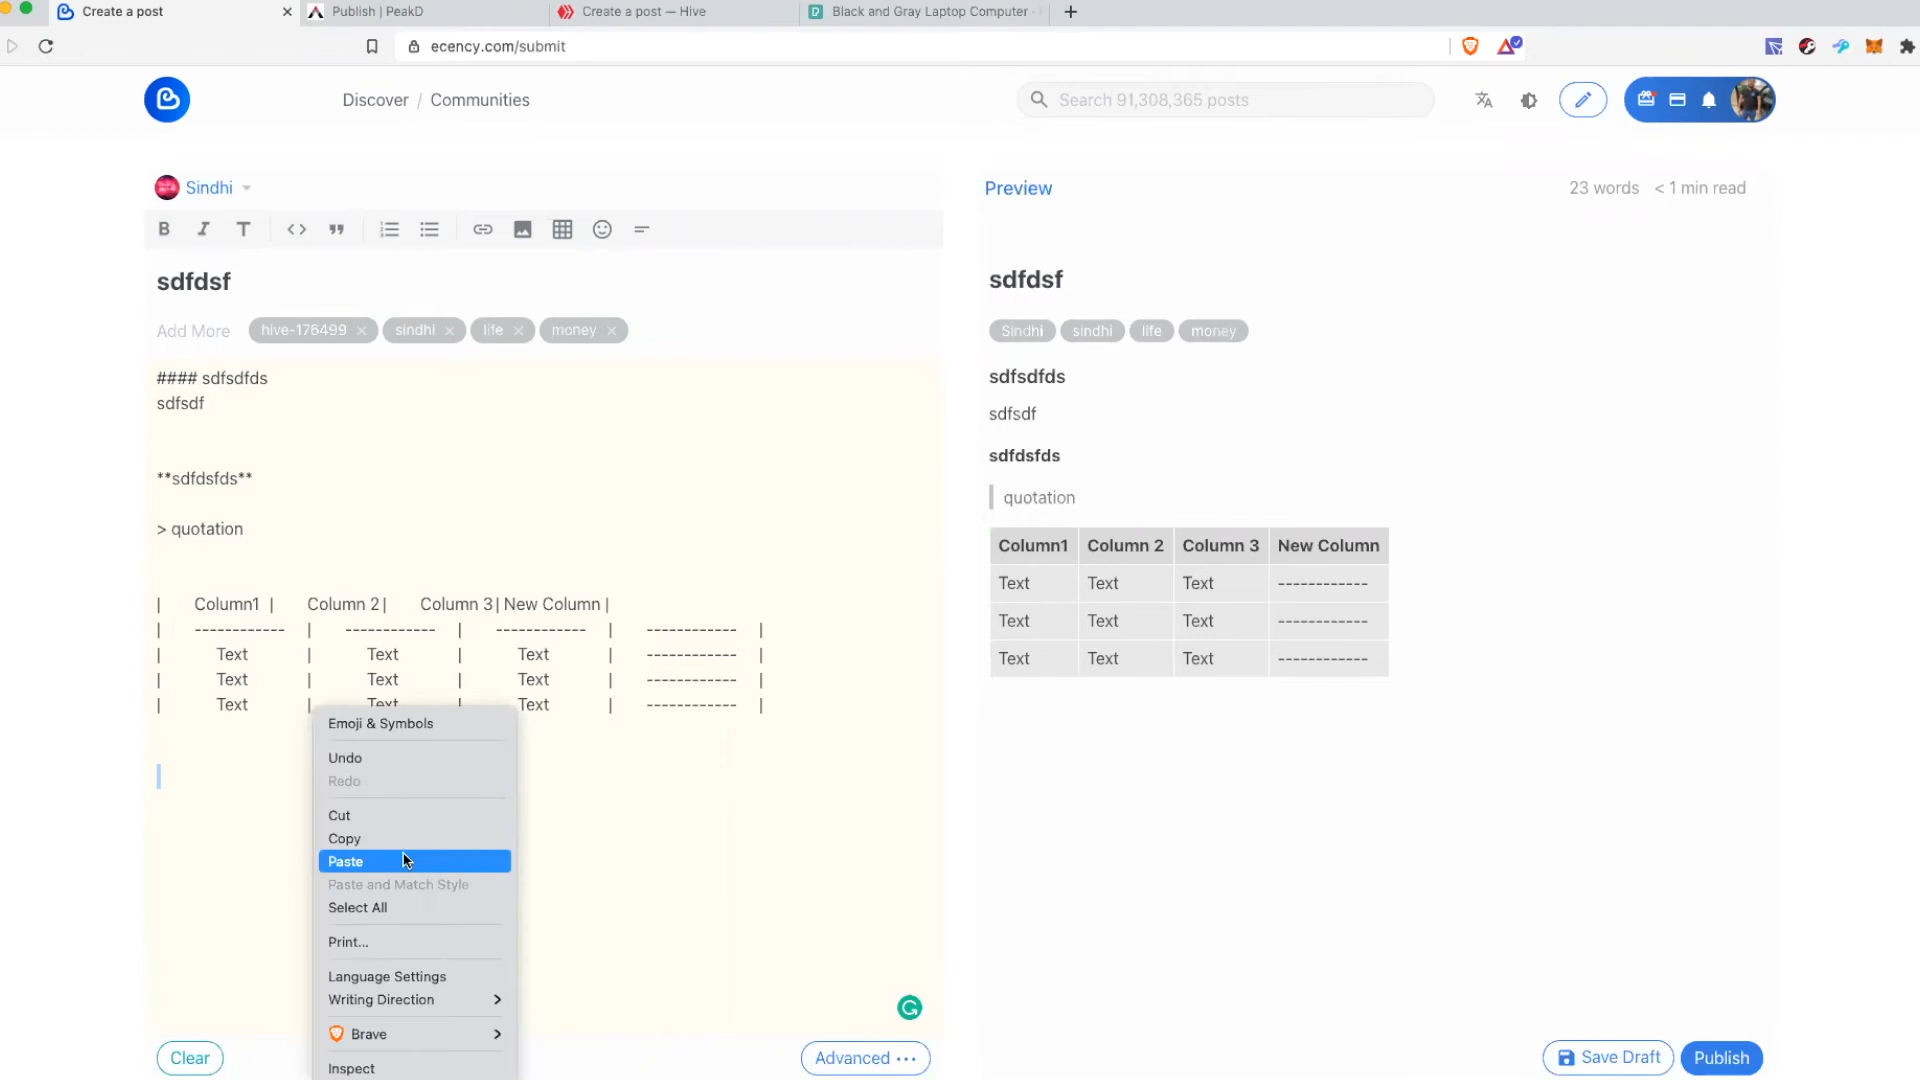 Create a post
Publish | PeakD
Create a post — Hive
Black and Gray Laptop Computer ·
ecency.com/submit
Discover / Communities
Search 91,308,365 posts
Sindhi
Preview
23 words < 1 min read
sdfdsf
Add More hive-176499 sindhi life money
#### sdfsdfds
sdfsdf
**sdfdsfds**
> quotation
| Column1 | Column 2 | Column 3 | New Column |
| ------------ | ------------ | ------------ | ------------ |
| Text | Text | Text | ------------ |
| Text | Text | Text | ------------ |
| Text | Text | Text | ------------ |
Emoji & Symbols
Undo
Redo
Cut
Copy
Paste
Paste and Match Style
Select All
Print...
Language Settings
Writing Direction
Brave
Inspect
Clear
Advanced ···
sdfdsf
Sindhi sindhi life money
sdfsdfds
sdfsdf
sdfdsfds
quotation
Column1 Column 2 Column 3 New Column
Text Text Text ------------
Text Text Text ------------
Text Text Text ------------
Save Draft
Publish